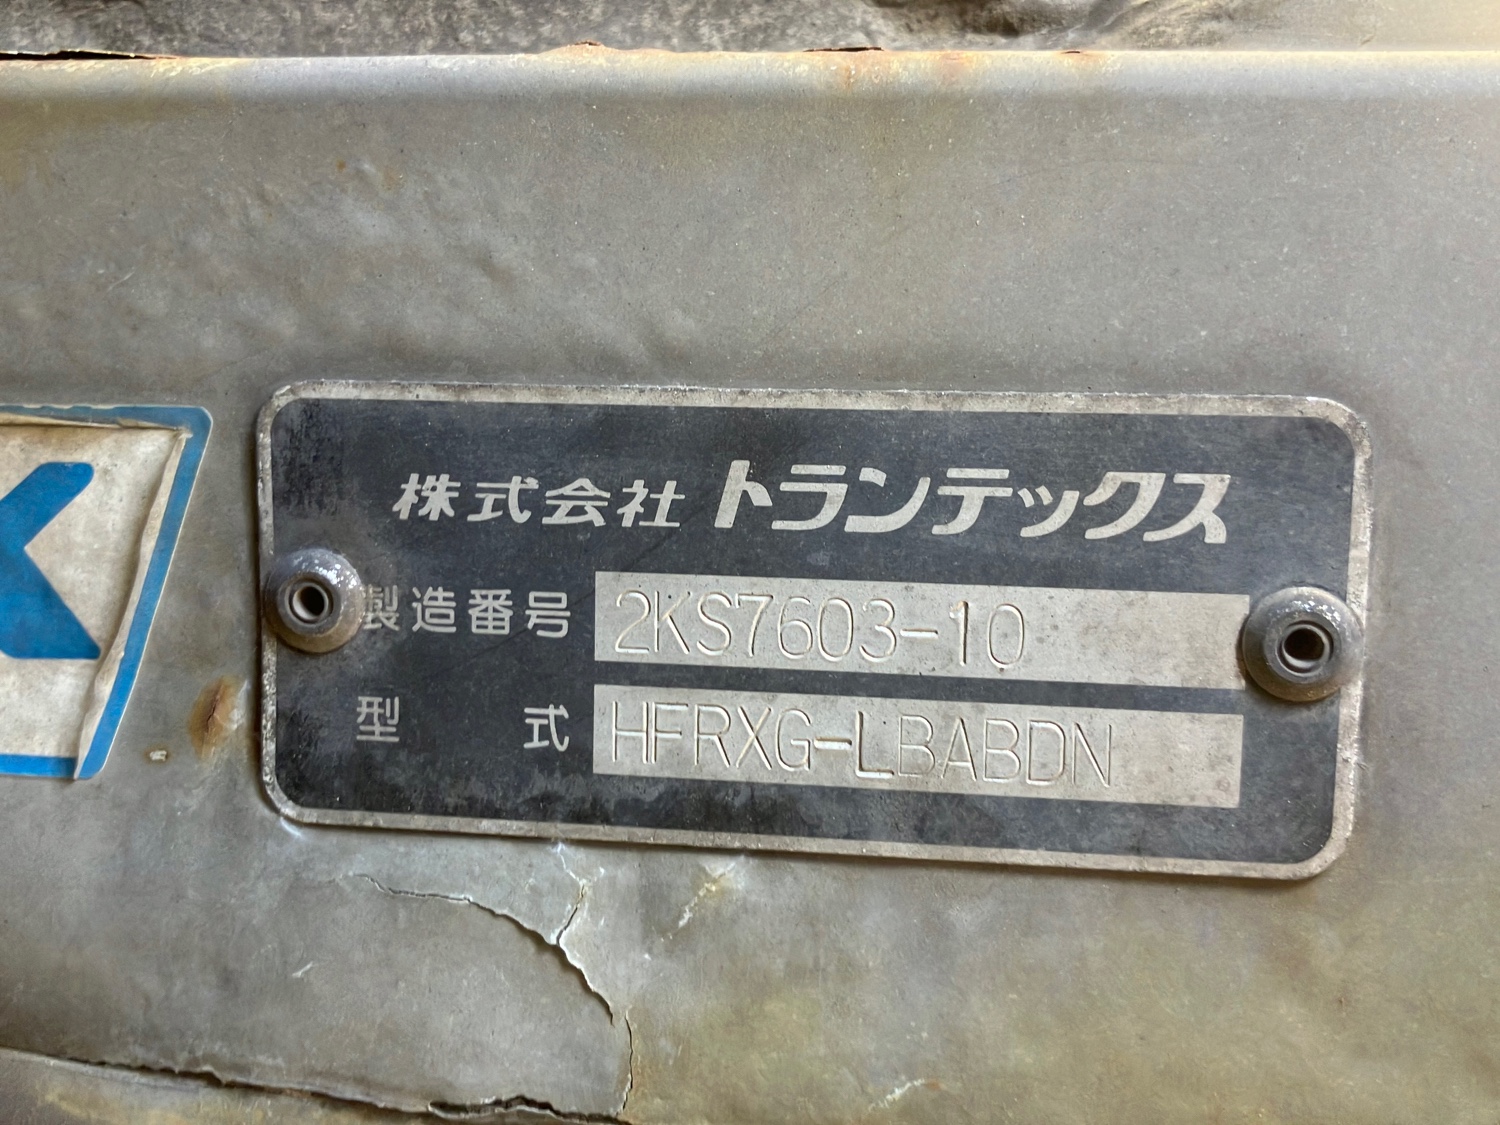 株式会社 トランテックス
製造番号 2KS7603-10
型式 HFRXG-LBABDN